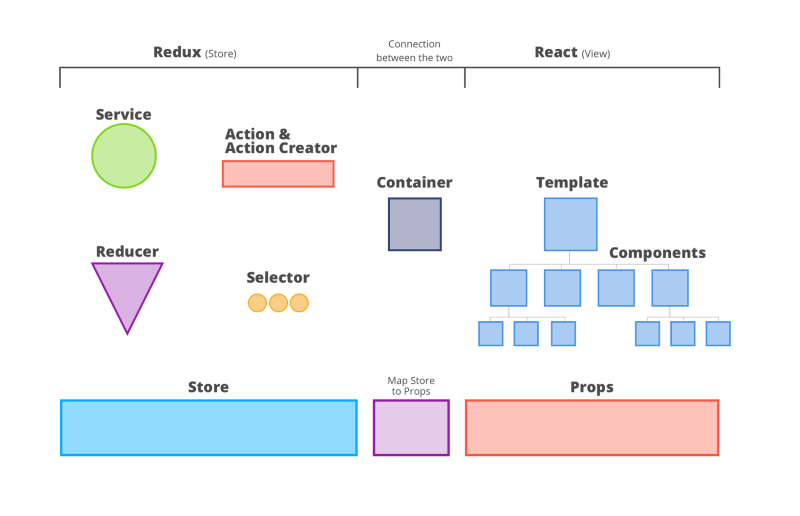 Redux (Store)
Connection
between the two
React (View)
Service
Action &
Action Creator
Container
Template
Reducer
Components
Selector
Store
Map Store
to Props
Props